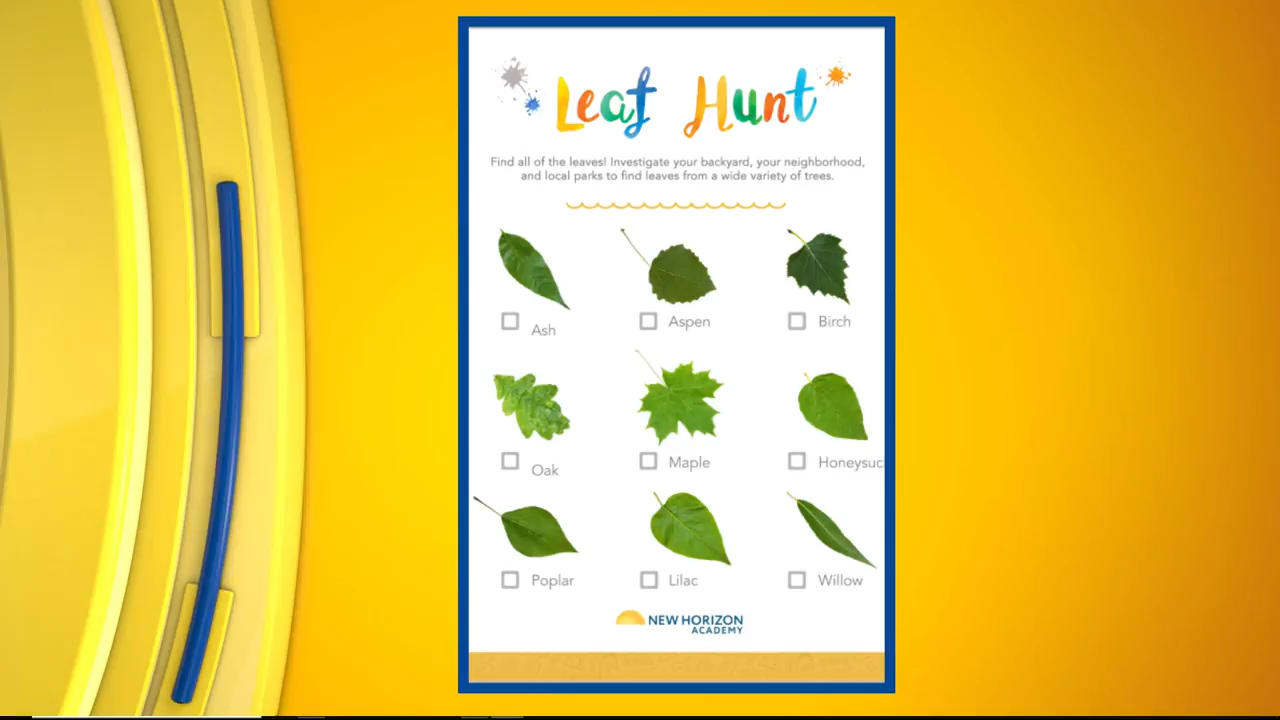 Leaf Hunt
Find all of the leaves! Investigate your backyard, your neighborhood,
and local parks to find leaves from a wide variety of trees.
Ash
Aspen
Birch
Oak
Maple
Honeysuc
Poplar
Lilac
Willow
NEW HORIZON
ACADEMY